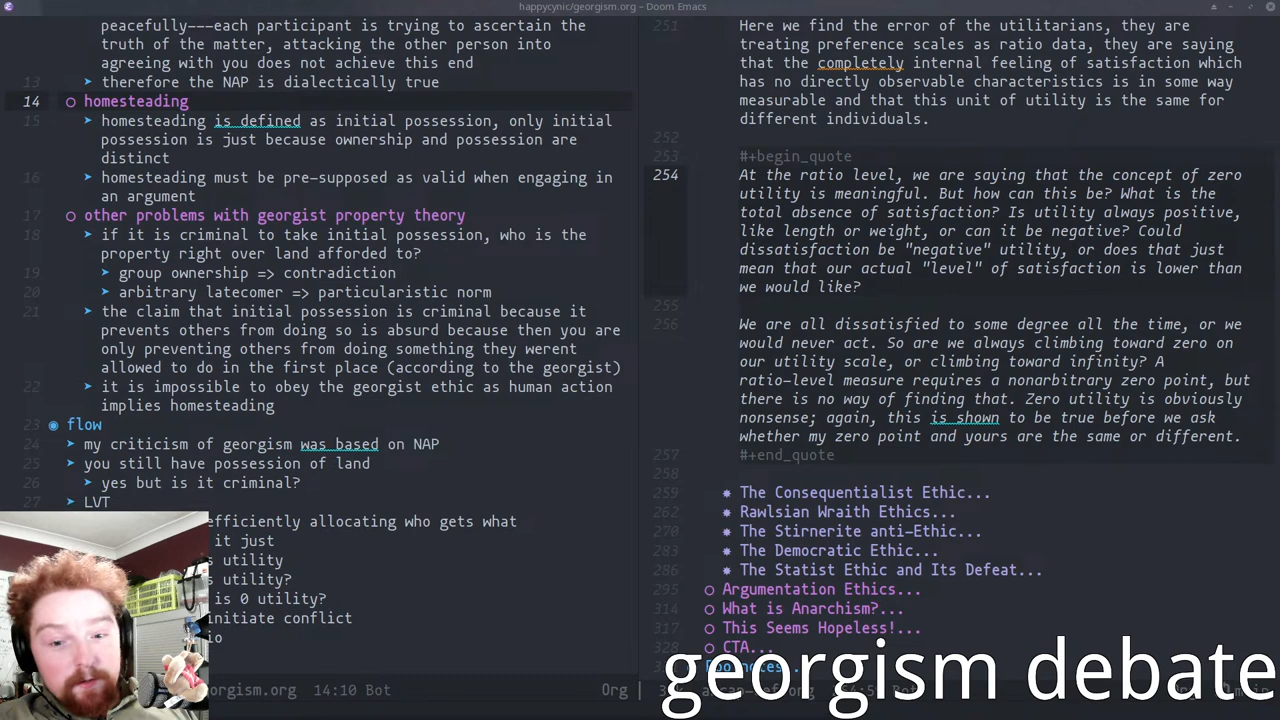 happycynic/georgism.org – Doom Emacs
peacefully---each participant is trying to ascertain the
truth of the matter, attacking the other person into
agreeing with you does not achieve this end
13 ➤ therefore the NAP is dialectically true
14 ○ homesteading
15 ➤ homesteading is defined as initial possession, only initial
possession is just because ownership and possession are
distinct
16 ➤ homesteading must be pre-supposed as valid when engaging in
an argument
17 ○ other problems with georgist property theory
18 ➤ if it is criminal to take initial possession, who is the
property right over land afforded to?
19 ➤ group ownership => contradiction
20 ➤ arbitrary latecomer => particularistic norm
21 ➤ the claim that initial possession is criminal because it
prevents others from doing so is absurd because then you are
only preventing others from doing something they werent
allowed to do in the first place (according to the georgist)
22 ➤ it is impossible to obey the georgist ethic as human action
implies homesteading
23 ◉ flow
24 ➤ my criticism of georgism was based on NAP
25 ➤ you still have possession of land
26 ➤ yes but is it criminal?
27 ➤ LVT
efficiently allocating who gets what
it just
utility
utility?
is 0 utility?
initiate conflict
georgism.org 14:10 Bot Org
251 Here we find the error of the utilitarians, they are
treating preference scales as ratio data, they are saying
that the completely internal feeling of satisfaction which
has no directly observable characteristics is in some way
measurable and that this unit of utility is the same for
different individuals.
252
253 #+begin_quote
254 At the ratio level, we are saying that the concept of zero
utility is meaningful. But how can this be? What is the
total absence of satisfaction? Is utility always positive,
like length or weight, or can it be negative? Could
dissatisfaction be "negative" utility, or does that just
mean that our actual "level" of satisfaction is lower than
we would like?
255
256 We are all dissatisfied to some degree all the time, or we
would never act. So are we always climbing toward zero on
our utility scale, or climbing toward infinity? A
ratio-level measure requires a nonarbitrary zero point, but
there is no way of finding that. Zero utility is obviously
nonsense; again, this is shown to be true before we ask
whether my zero point and yours are the same or different.
257 #+end_quote
258
259 ✸ The Consequentialist Ethic...
262 ✸ Rawlsian Wraith Ethics...
270 ✸ The Stirnerite anti-Ethic...
283 ✸ The Democratic Ethic...
286 ✸ The Statist Ethic and Its Defeat...
295 ○ Argumentation Ethics...
314 ○ What is Anarchism?...
317 ○ This Seems Hopeless!...
328 ○ CTA...
georgism debate